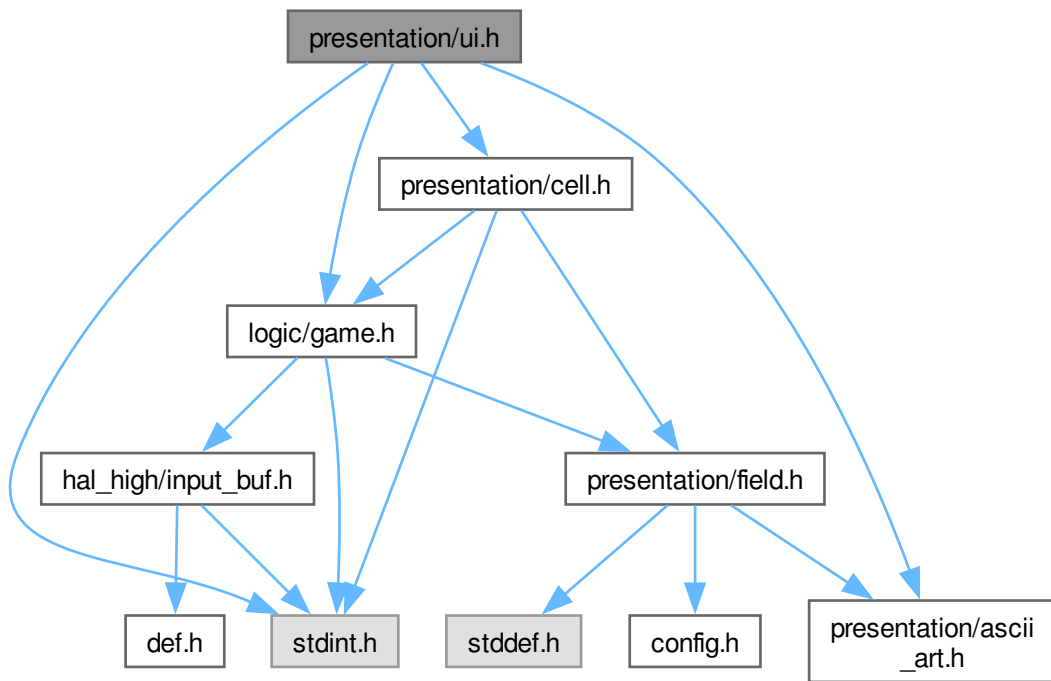 presentation/ui.h
presentation/cell.h
logic/game.h
hal_high/input_buf.h
presentation/field.h
def.h
stdint.h
stddef.h
config.h
presentation/ascii
_art.h